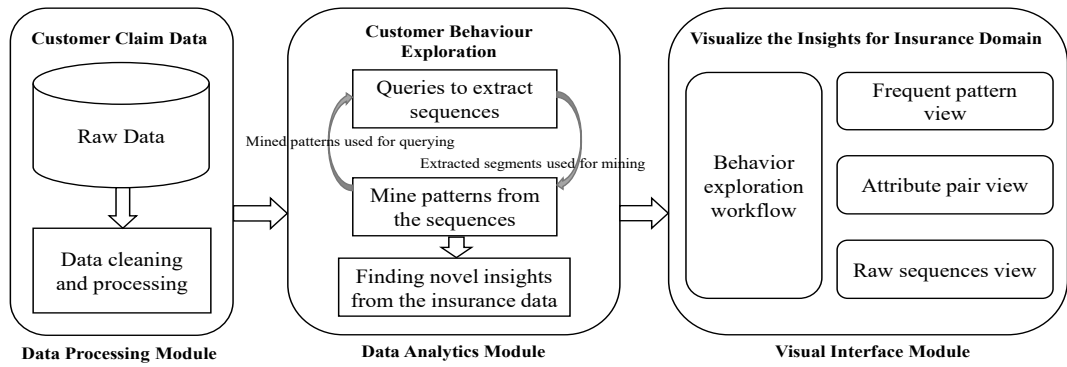 Customer Claim Data
Raw Data
Data cleaning
and processing
Data Processing Module
Customer Behaviour
Exploration
Queries to extract
sequences
Mined patterns used for querying
Extracted segments used for mining
Mine patterns from
the sequences
Finding novel insights
from the insurance data
Data Analytics Module
Visualize the Insights for Insurance Domain
Behavior
exploration
workflow
Frequent pattern
view
Attribute pair view
Raw sequences view
Visual Interface Module